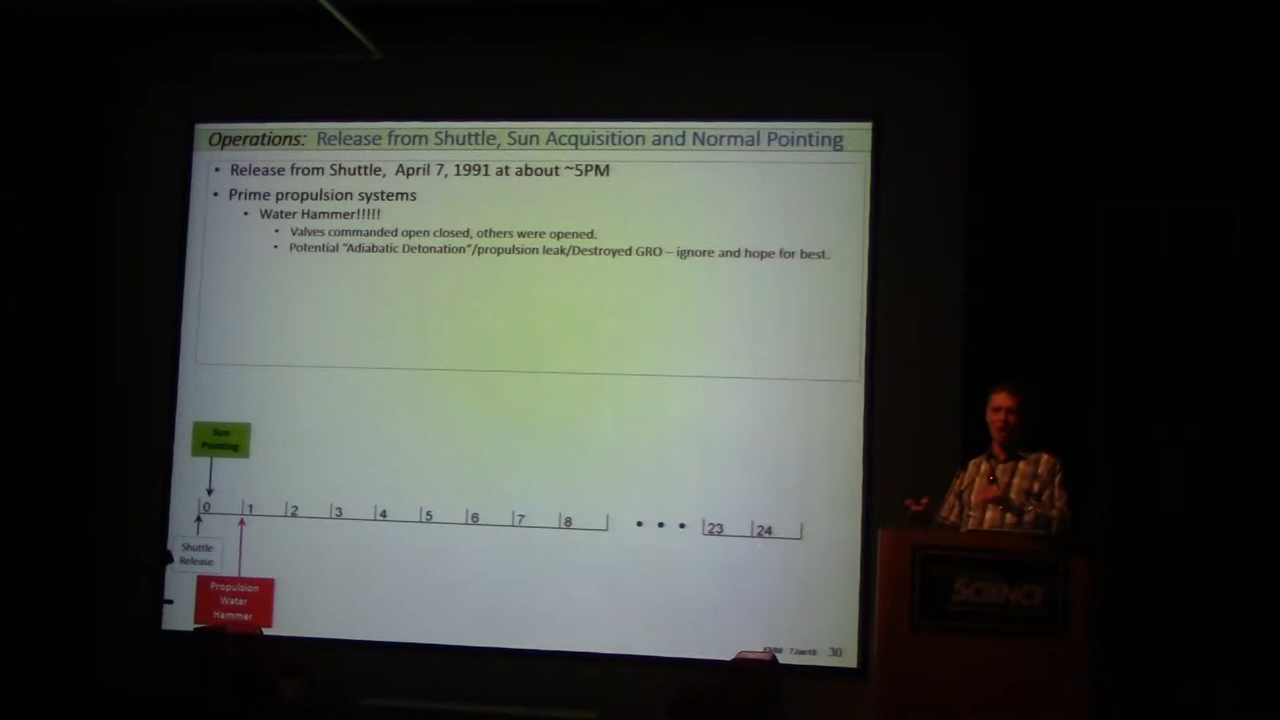 Operations: Release from Shuttle, Sun Acquisition and Normal Pointing
• Release from Shuttle, April 7, 1991 at about ~5PM
• Prime propulsion systems
• Water Hammer!!!!!
• Valves commanded open closed, others were opened.
• Potential “Adiabatic Detonation”/propulsion leak/Destroyed GRO – ignore and hope for best.
Sun
Pointing
0 1 2 3 4 5 6 7 8 • • • 23 24
Shuttle
Release
Propulsion
Water
Hammer
30
SCIENCE